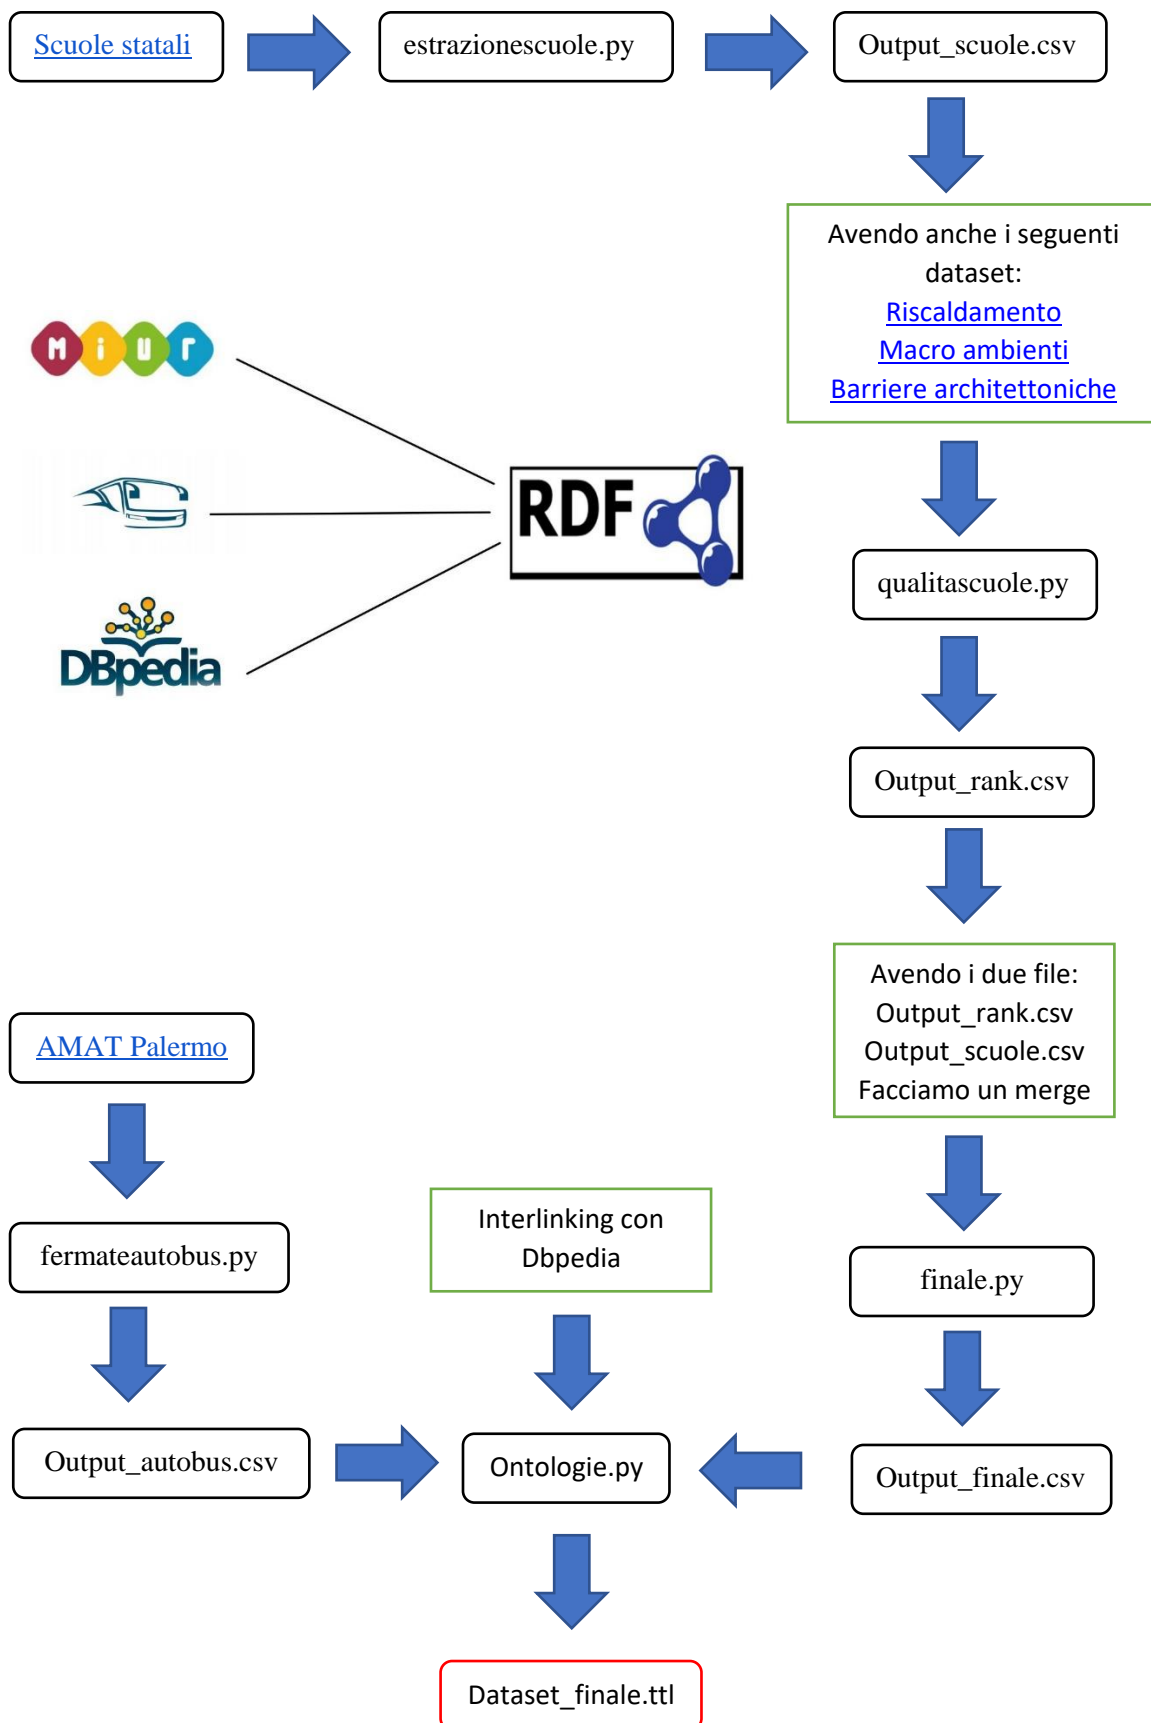 Scuole statali
estrazionescuole.py
Output_scuole.csv
Avendo anche i seguenti
dataset:
Riscaldamento
Macro ambienti
Barriere architettoniche
MiUr
RDF
DBpedia
qualitascuole.py
Output_rank.csv
Avendo i due file:
Output_rank.csv
Output_scuole.csv
Facciamo un merge
AMAT Palermo
fermateautobus.py
Interlinking con
Dbpedia
finale.py
Output_autobus.csv
Ontologie.py
Output_finale.csv
Dataset_finale.ttl